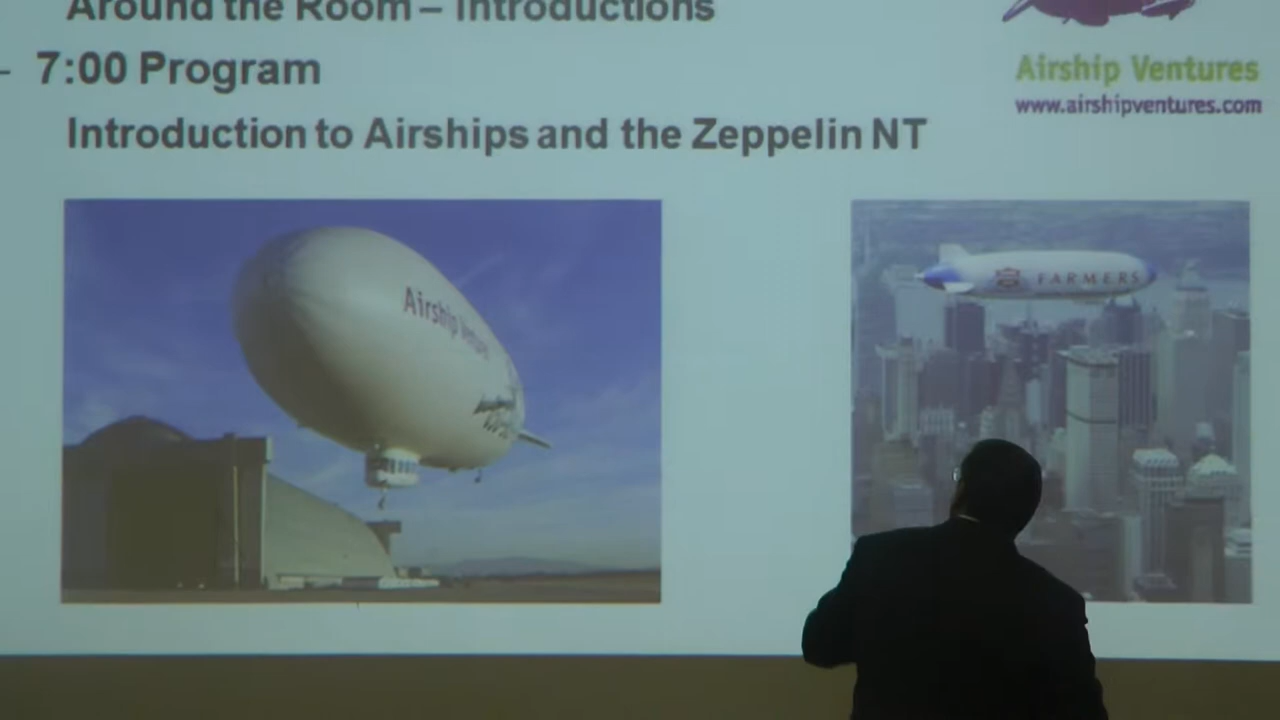 Around the Room – Introductions
– 7:00 Program
Introduction to Airships and the Zeppelin NT
Airship Ventures
www.airshipventures.com
Airship Ventures
FARMERS